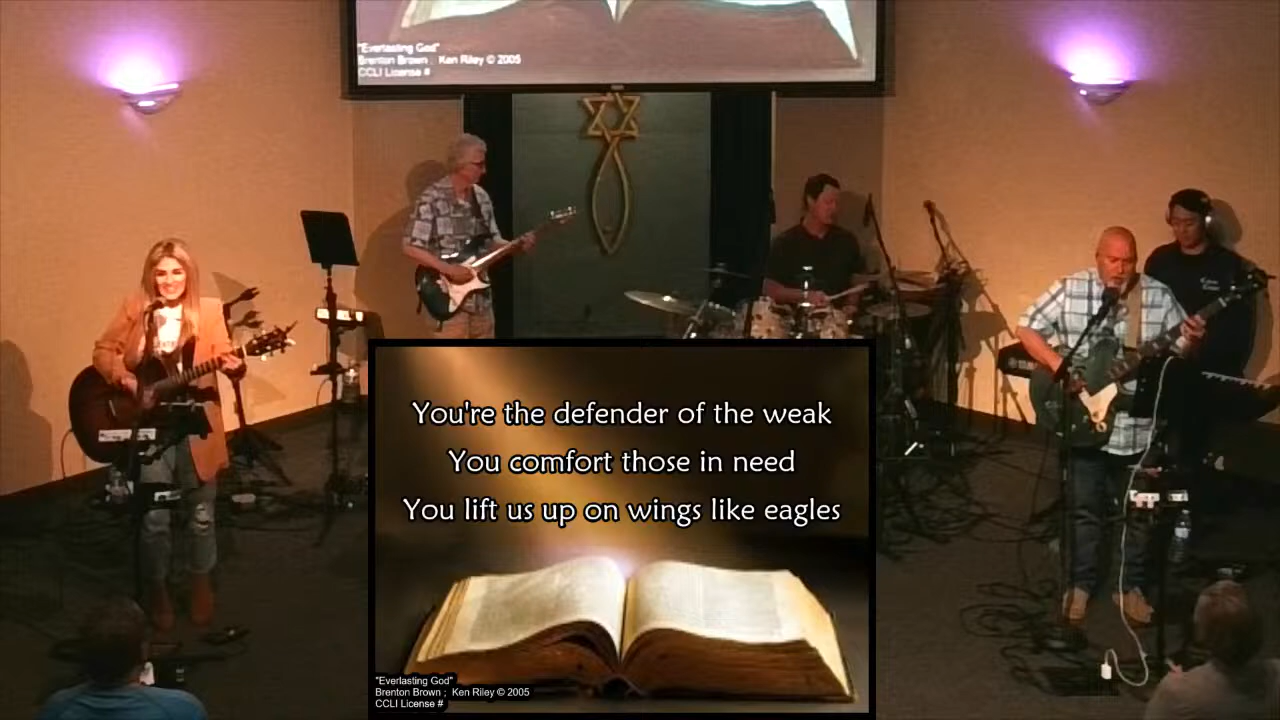 "Everlasting God"
Brenton Brown ; Ken Riley © 2005
CCLI License #
You're the defender of the weak
You comfort those in need
You lift us up on wings like eagles
"Everlasting God"
Brenton Brown ; Ken Riley © 2005
CCLI License #